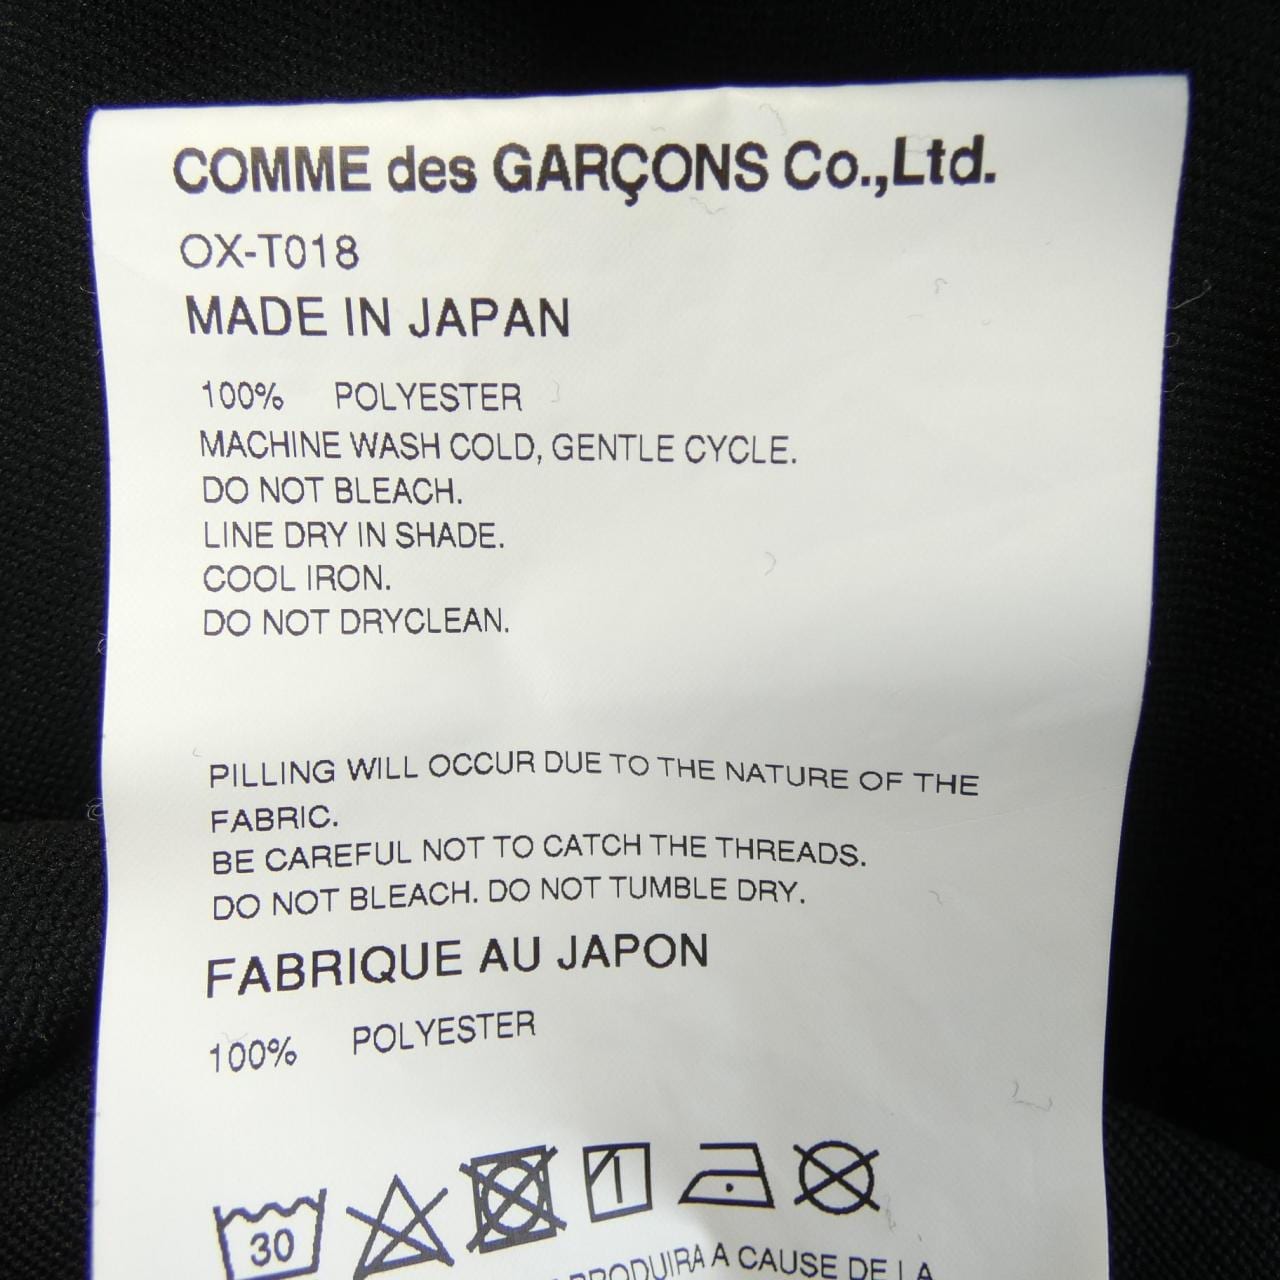 COMME des GARÇONS Co.,Ltd.
OX-T018
MADE IN JAPAN
100% POLYESTER
MACHINE WASH COLD, GENTLE CYCLE.
DO NOT BLEACH.
LINE DRY IN SHADE.
COOL IRON.
DO NOT DRYCLEAN.
PILLING WILL OCCUR DUE TO THE NATURE OF THE
FABRIC.
BE CAREFUL NOT TO CATCH THE THREADS.
DO NOT BLEACH. DO NOT TUMBLE DRY.
FABRIQUE AU JAPON
100% POLYESTER
30
PRODUIRA A CAUSE DE LA